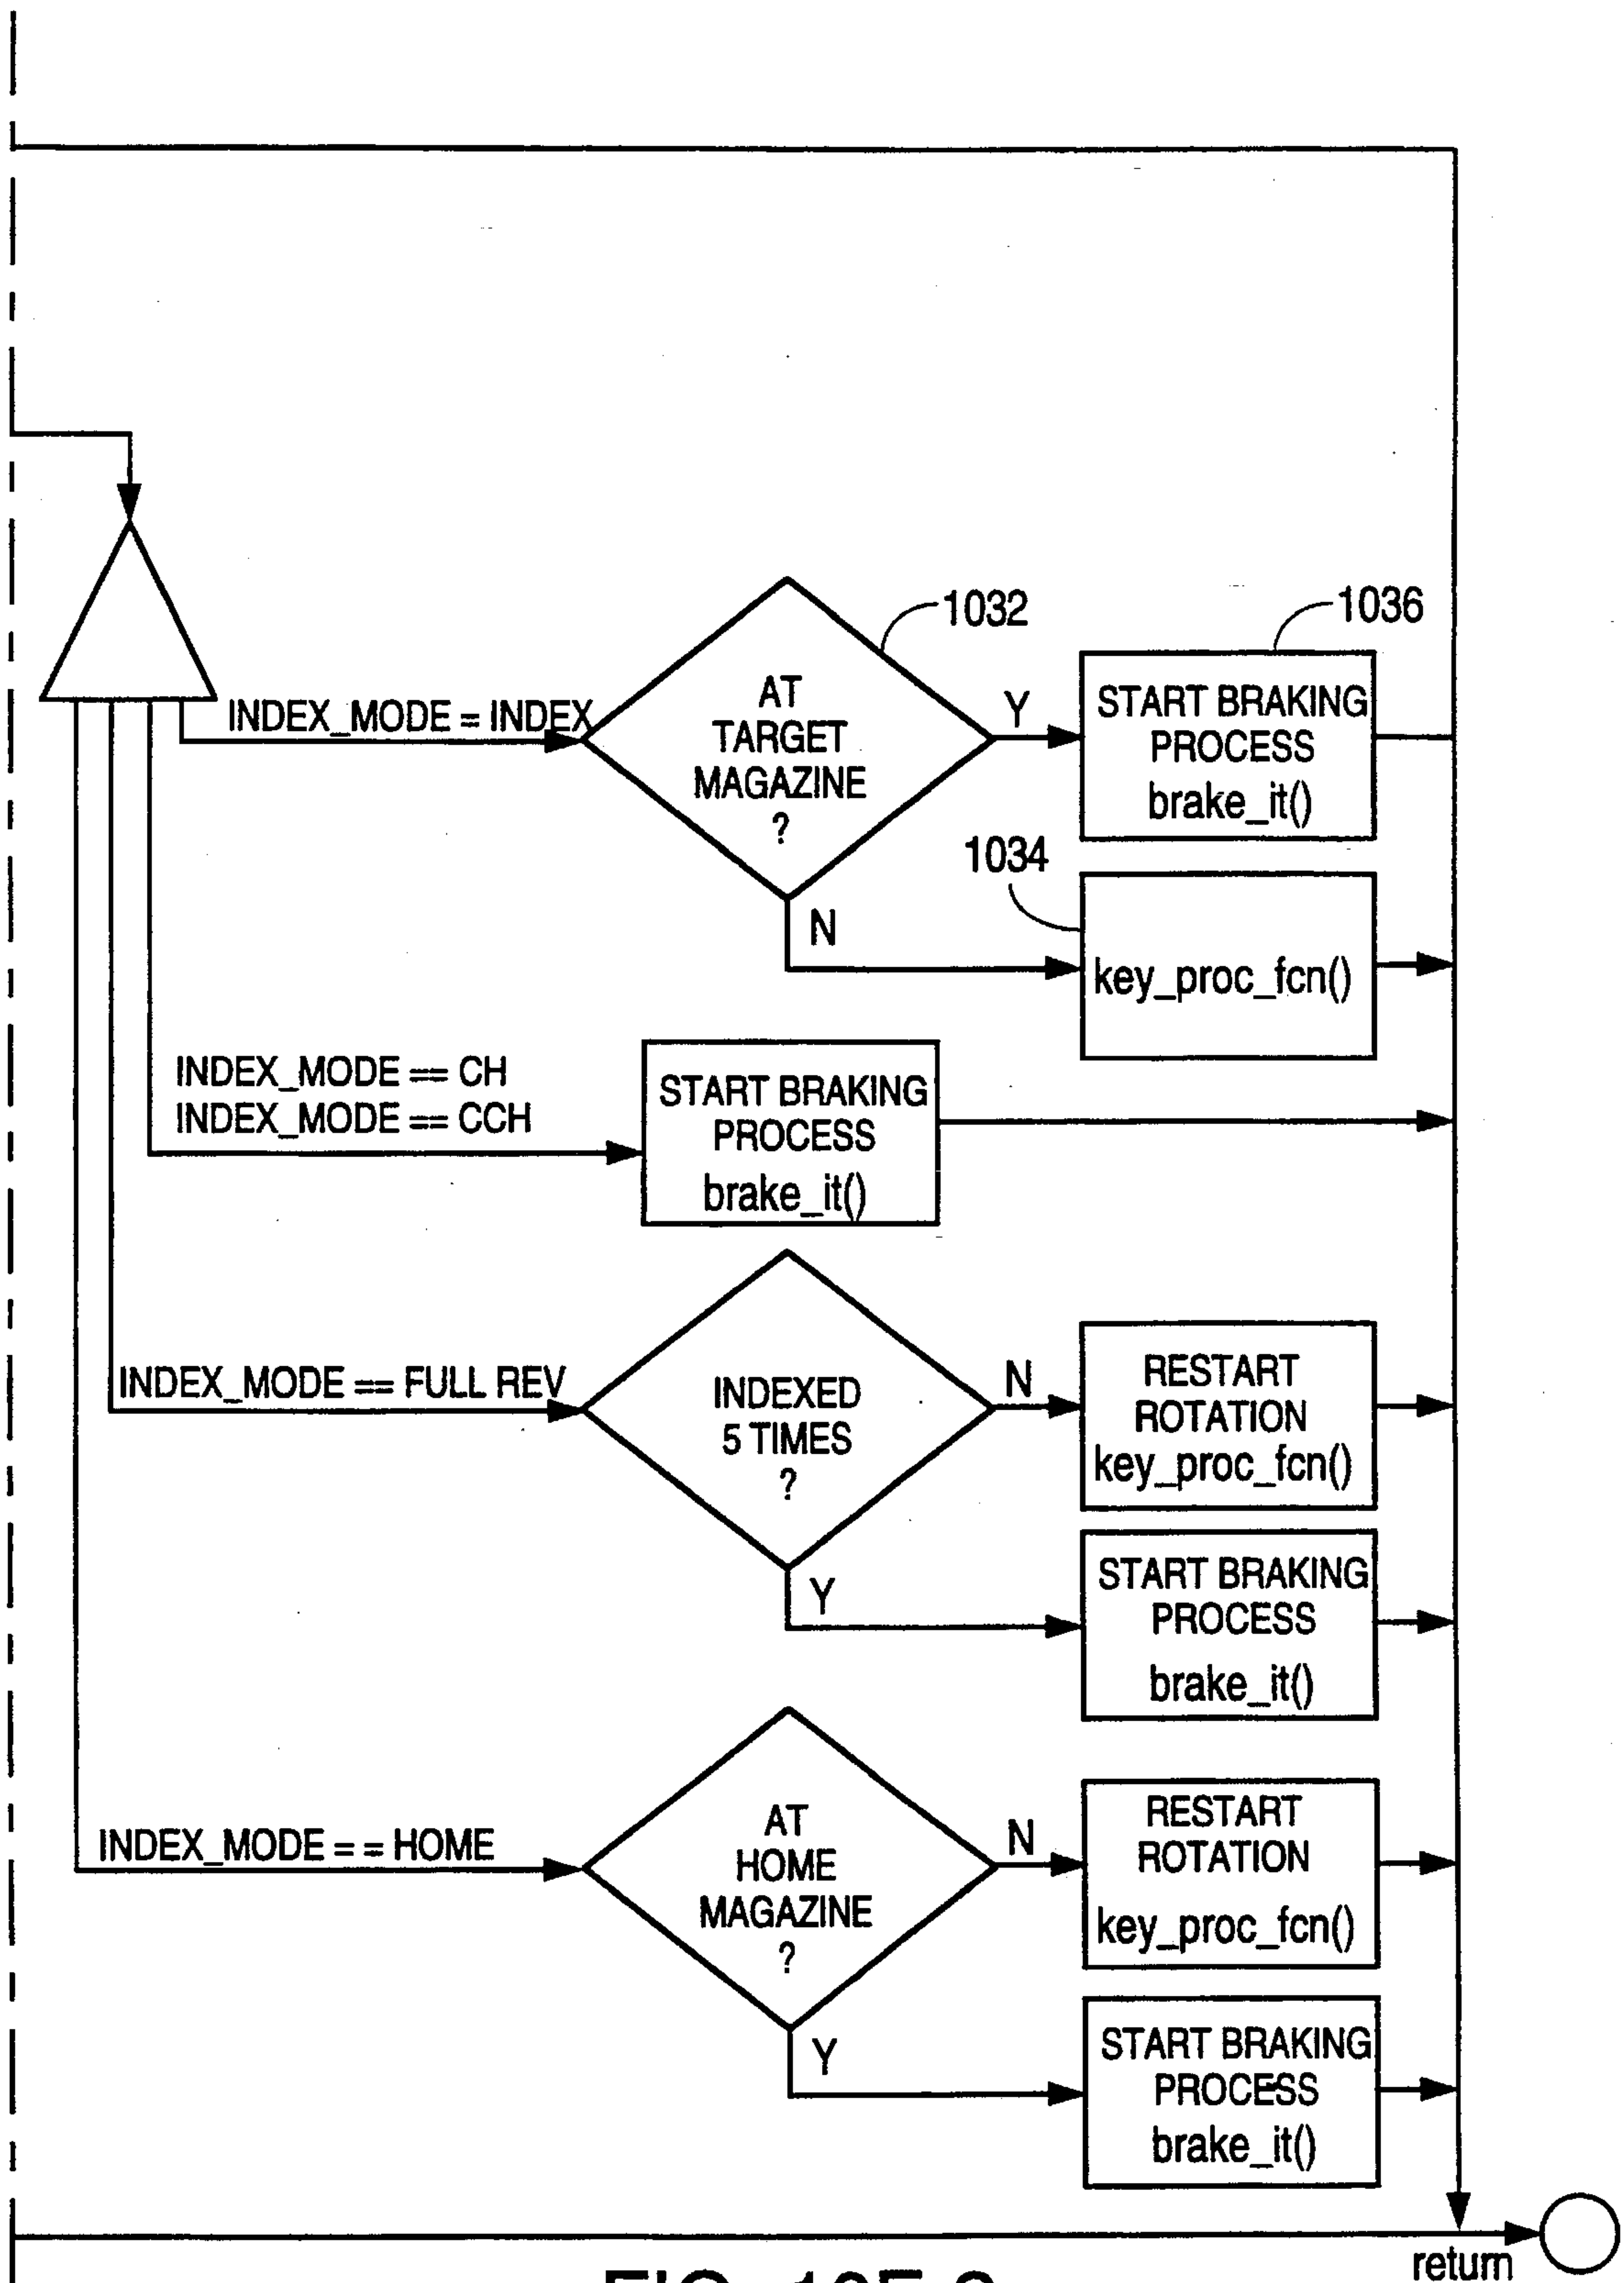 1032
1036
INDEX_MODE = INDEX
AT
TARGET
MAGAZINE
?
Y
START BRAKING
PROCESS
brake_it()
1034
N
key_proc_fcn()
INDEX_MODE == CH
INDEX_MODE == CCH
START BRAKING
PROCESS
brake_it()
INDEX_MODE == FULL REV
INDEXED
5 TIMES
?
N
RESTART
ROTATION
key_proc_fcn()
Y
START BRAKING
PROCESS
brake_it()
INDEX_MODE = = HOME
AT
HOME
MAGAZINE
?
N
RESTART
ROTATION
key_proc_fcn()
Y
START BRAKING
PROCESS
brake_it()
return